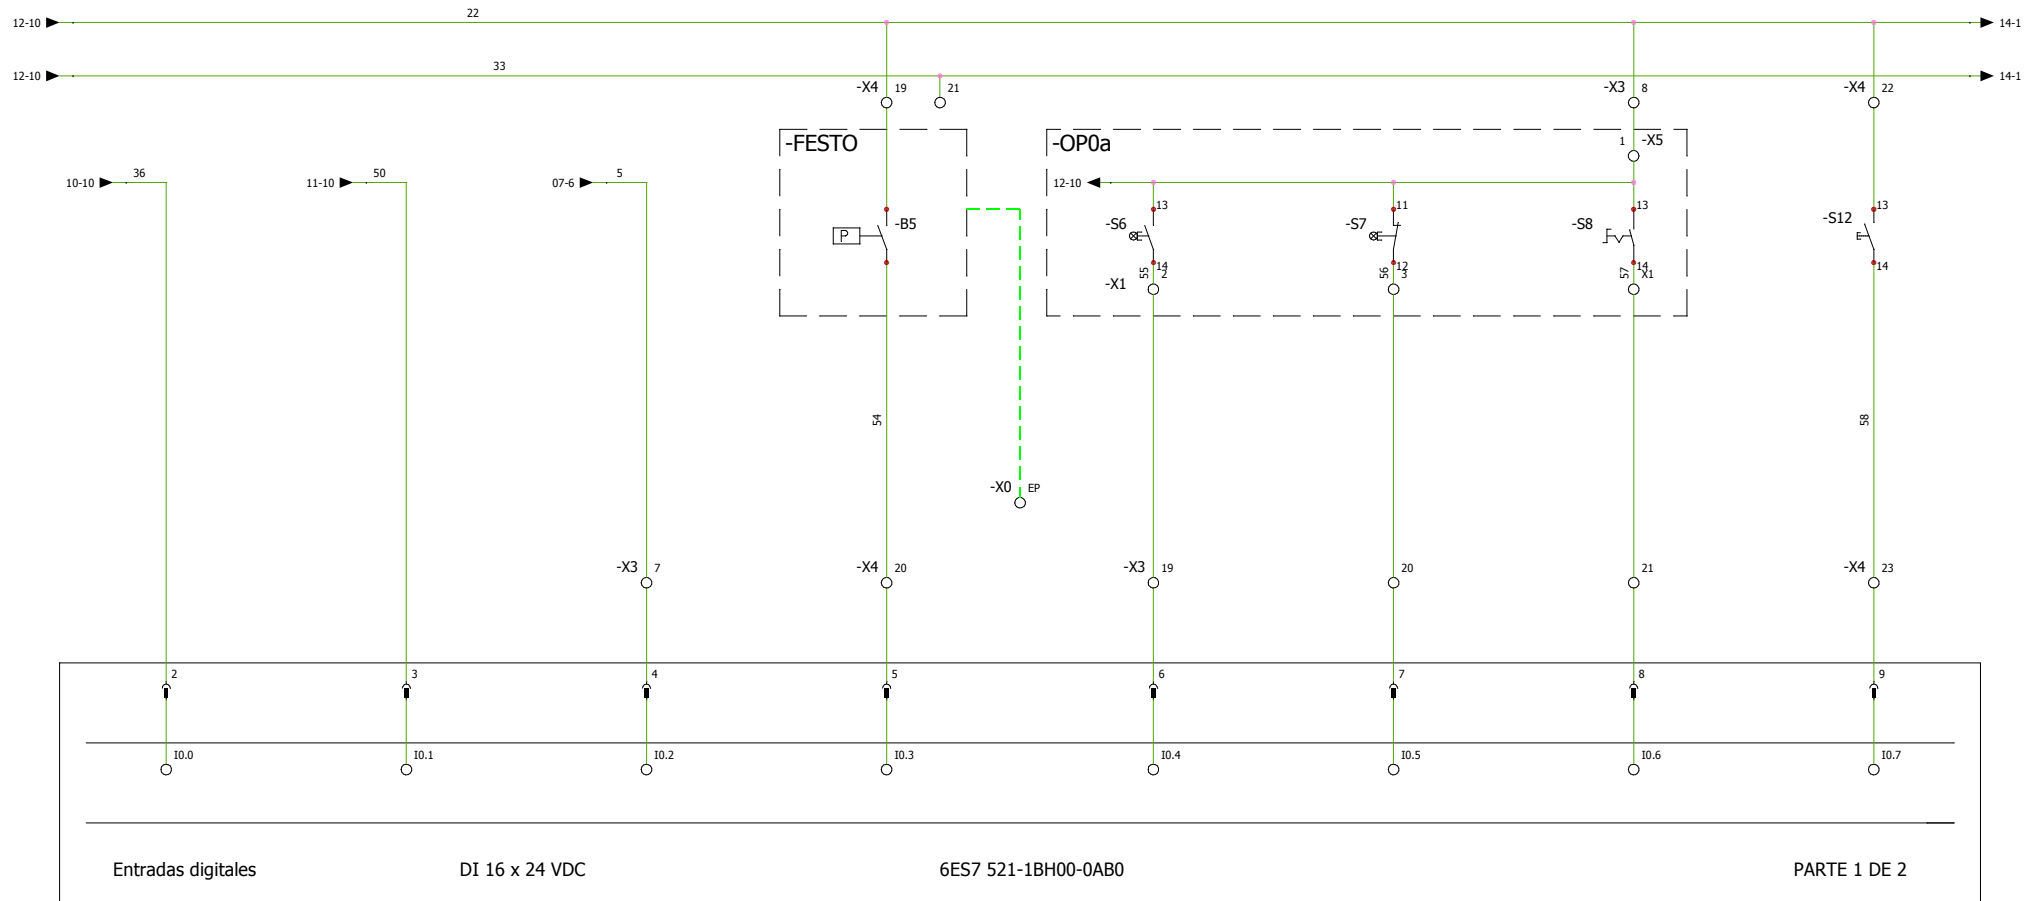 22
12-10
14-1
33
12-10
14-1
-X4 19
21
-X3 8
-X4 22
-FESTO
-OP0a
1 -X5
10-10 36
11-10 50
07-6 5
12-10
-B5
P
-S6 13
-S7 11
-S8 13
-S12 13
14
12
14
14
55 2
56 3
57 X1
-X1
54
58
-X0 EP
-X3 7
-X4 20
-X3 19
20
21
-X4 23
2
3
4
5
6
7
8
9
I0.0
I0.1
I0.2
I0.3
I0.4
I0.5
I0.6
I0.7
Entradas digitales
DI 16 x 24 VDC
6ES7 521-1BH00-0AB0
PARTE 1 DE 2